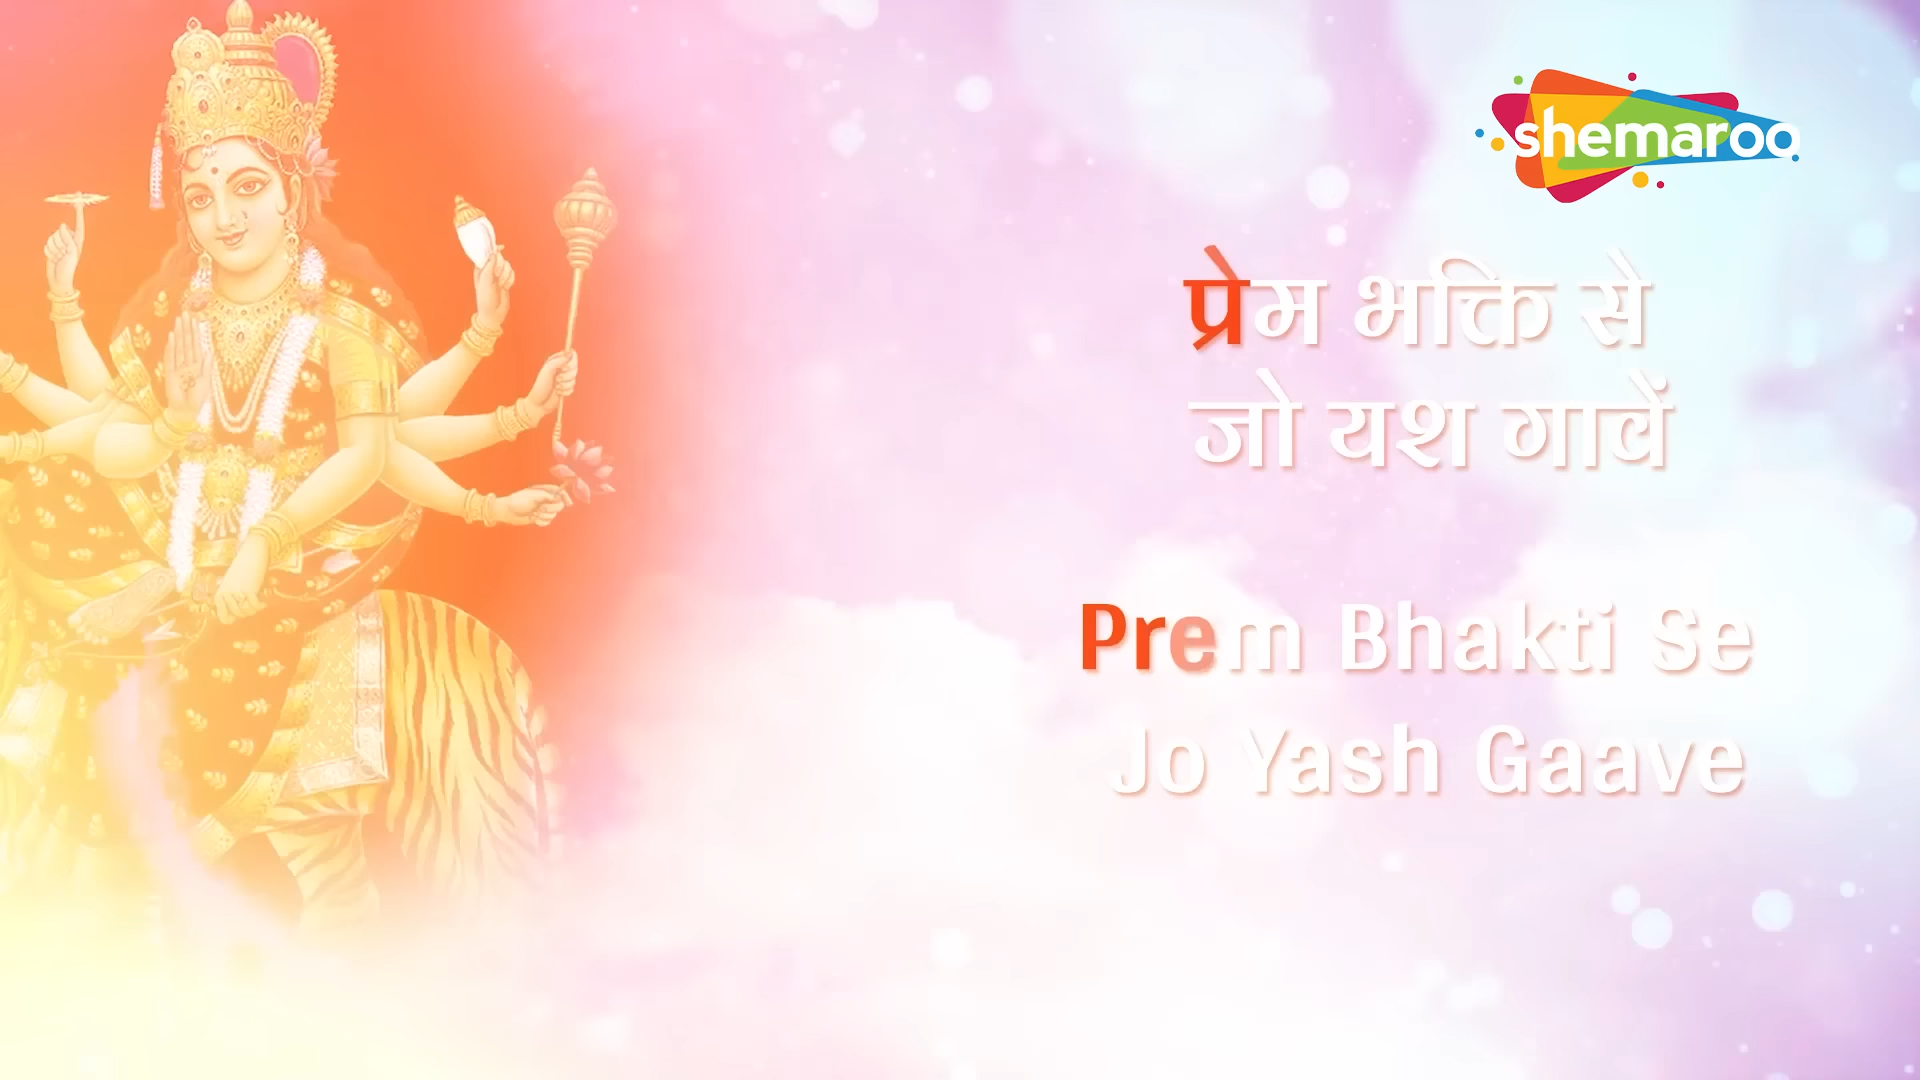 shemaroo
प्रेम भक्ति से
जो यश गावें
Prem Bhakti Se
Jo Yash Gaave